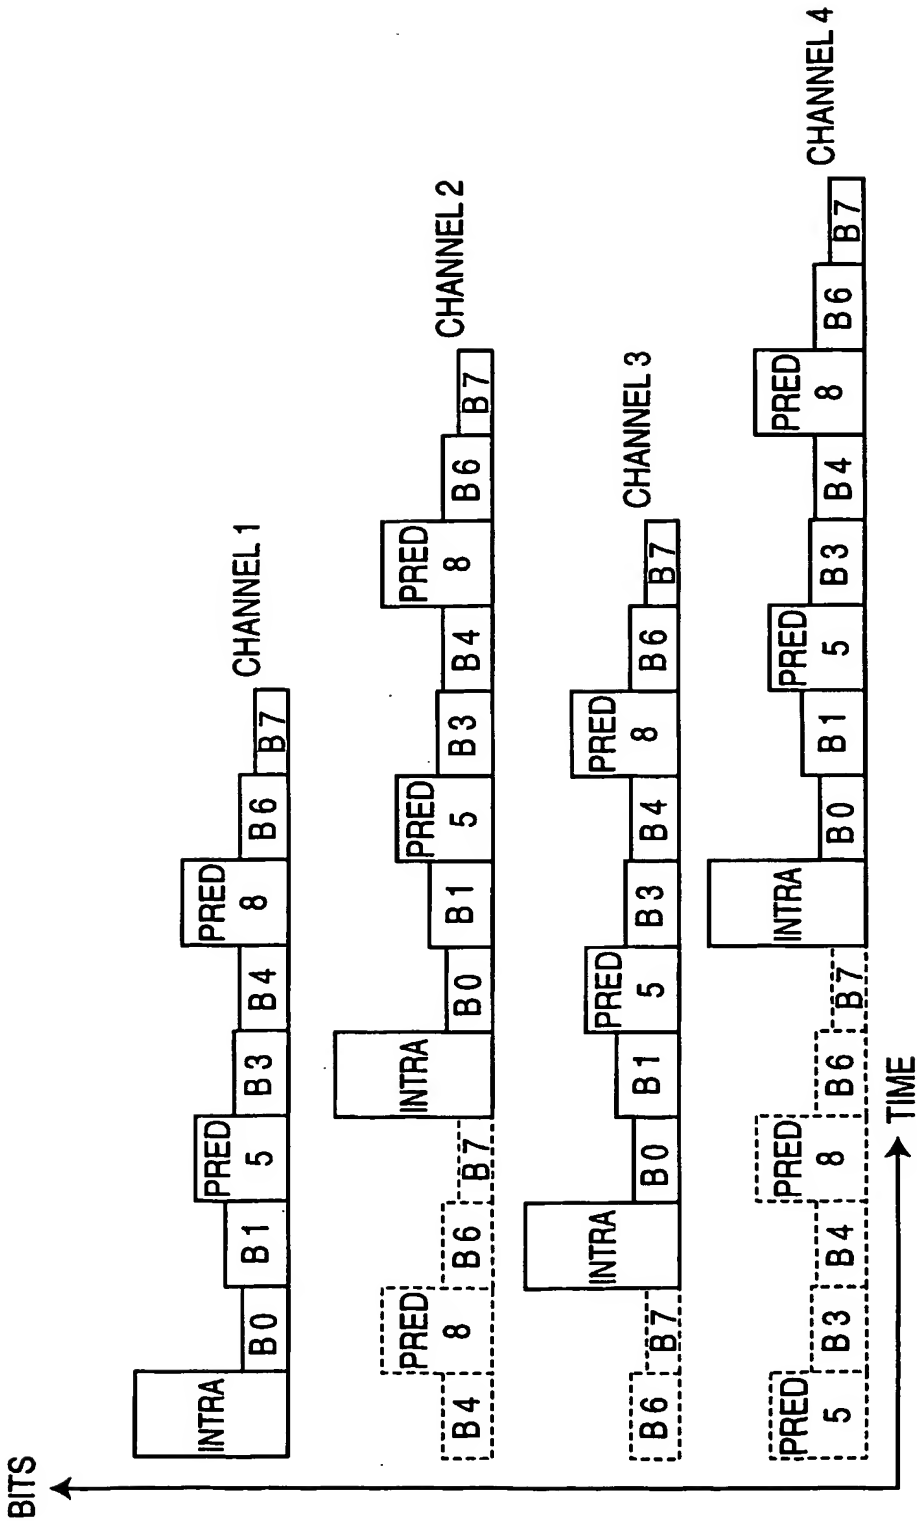 BITS
CHANNEL 1
INTRA
B0
B1
PRED
5
B3
B4
PRED
8
B6
B7
CHANNEL 2
B4
PRED
8
B6
B7
INTRA
B0
B1
PRED
5
B3
B4
PRED
8
B6
B7
CHANNEL 3
B6
B7
INTRA
B0
B1
PRED
5
B3
B4
PRED
8
B6
B7
CHANNEL 4
PRED
5
B3
B4
PRED
8
B6
B7
INTRA
B0
B1
PRED
5
B3
B4
PRED
8
B6
B7
TIME